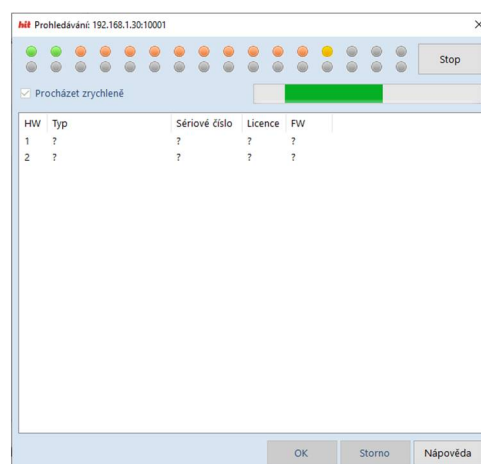 hit Prohledávání: 192.168.1.30:10001
Stop
Procházet zrychleně
HW Typ Sériové číslo Licence FW
1 ? ? ? ?
2 ? ? ? ?
OK Storno Nápověda